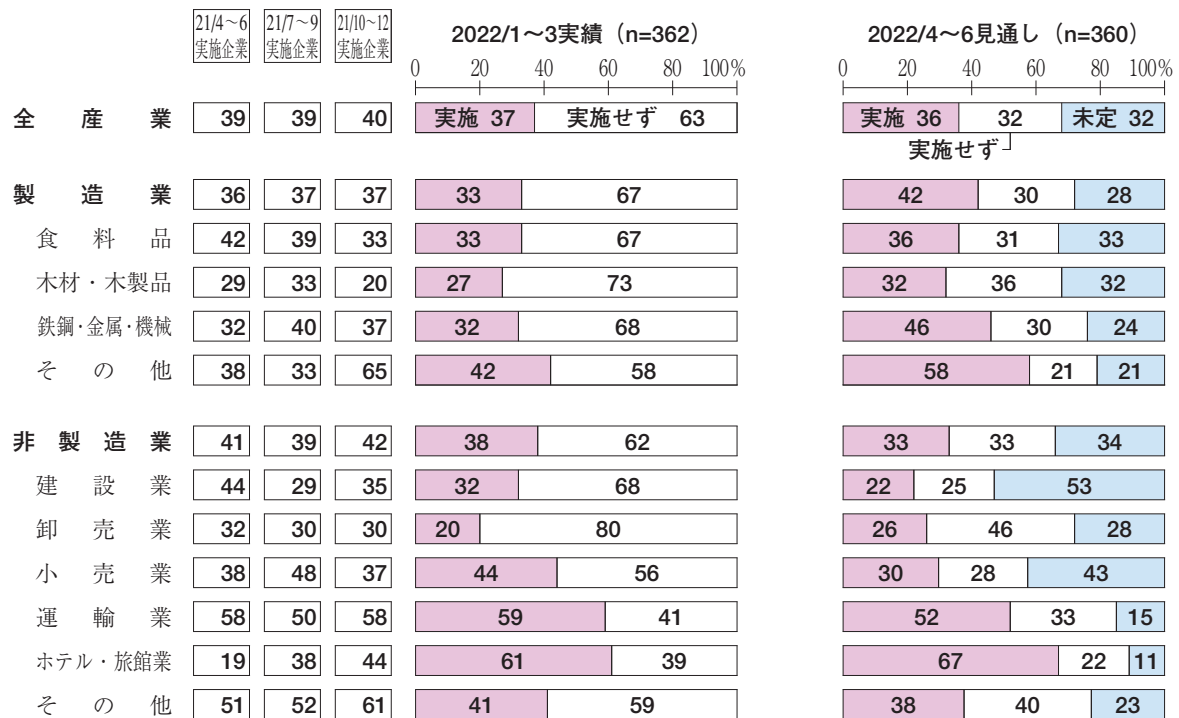 21/4～6 実施企業 21/7～9 実施企業 21/10～12 実施企業 2022/1～3実績（n=362） 2022/4～6見通し（n=360）
0 20 40 60 80 100% 0 20 40 60 80 100%
全産業 39 39 40 実施 37 実施せず 63 実施 36 32 未定 32
実施せず
製造業 36 37 37 33 67 42 30 28
食料品 42 39 33 33 67 36 31 33
木材・木製品 29 33 20 27 73 32 36 32
鉄鋼・金属・機械 32 40 37 32 68 46 30 24
その他 38 33 65 42 58 58 21 21
非製造業 41 39 42 38 62 33 33 34
建設業 44 29 35 32 68 22 25 53
卸売業 32 30 30 20 80 26 46 28
小売業 38 48 37 44 56 30 28 43
運輸業 58 50 58 59 41 52 33 15
ホテル・旅館業 19 38 44 61 39 67 22 11
その他 51 52 61 41 59 38 40 23